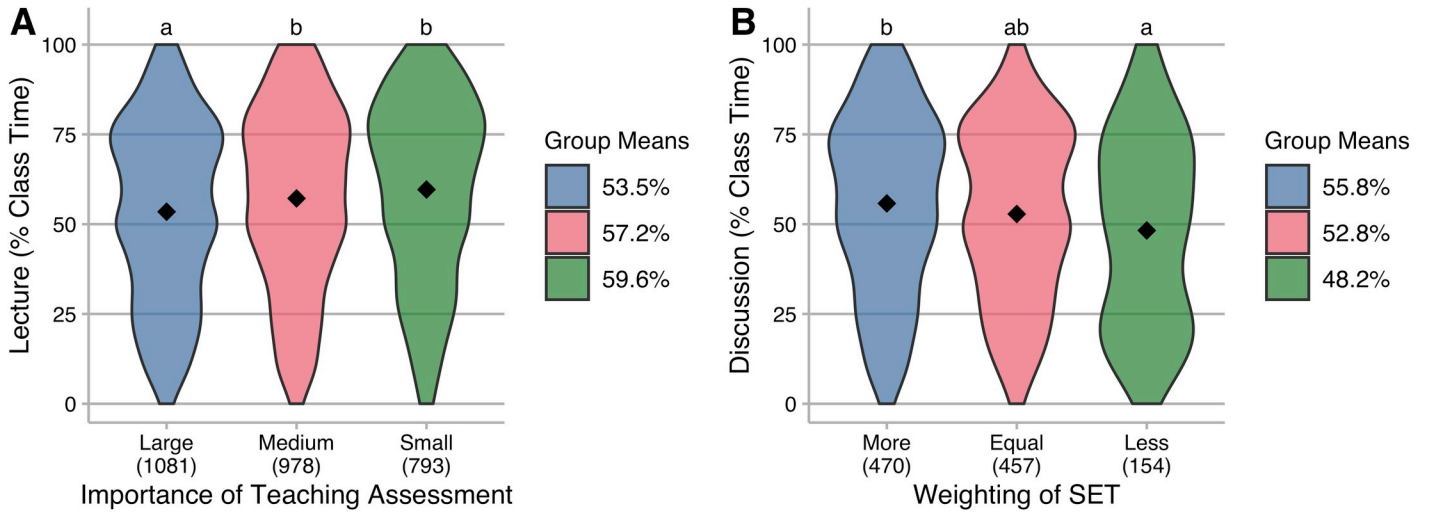 A
a b b
Lecture (% Class Time)
100
75
50
25
0
Large Medium Small
(1081) (978) (793)
Importance of Teaching Assessment
Group Means
53.5%
57.2%
59.6%
B
b ab a
Discussion (% Class Time)
100
75
50
25
0
More Equal Less
(470) (457) (154)
Weighting of SET
Group Means
55.8%
52.8%
48.2%